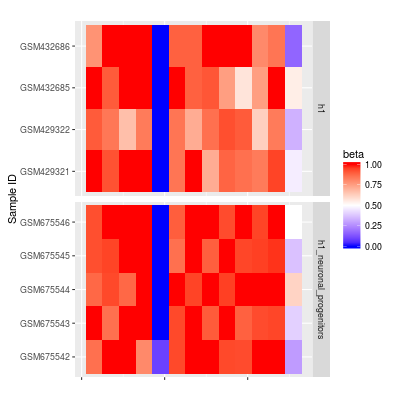 GSM432686
GSM432685
GSM429322
GSM429321
h1
GSM675546
GSM675545
GSM675544
GSM675543
GSM675542
h1_neuronal_progenitors
Sample ID
beta
1.00
0.75
0.50
0.25
0.00